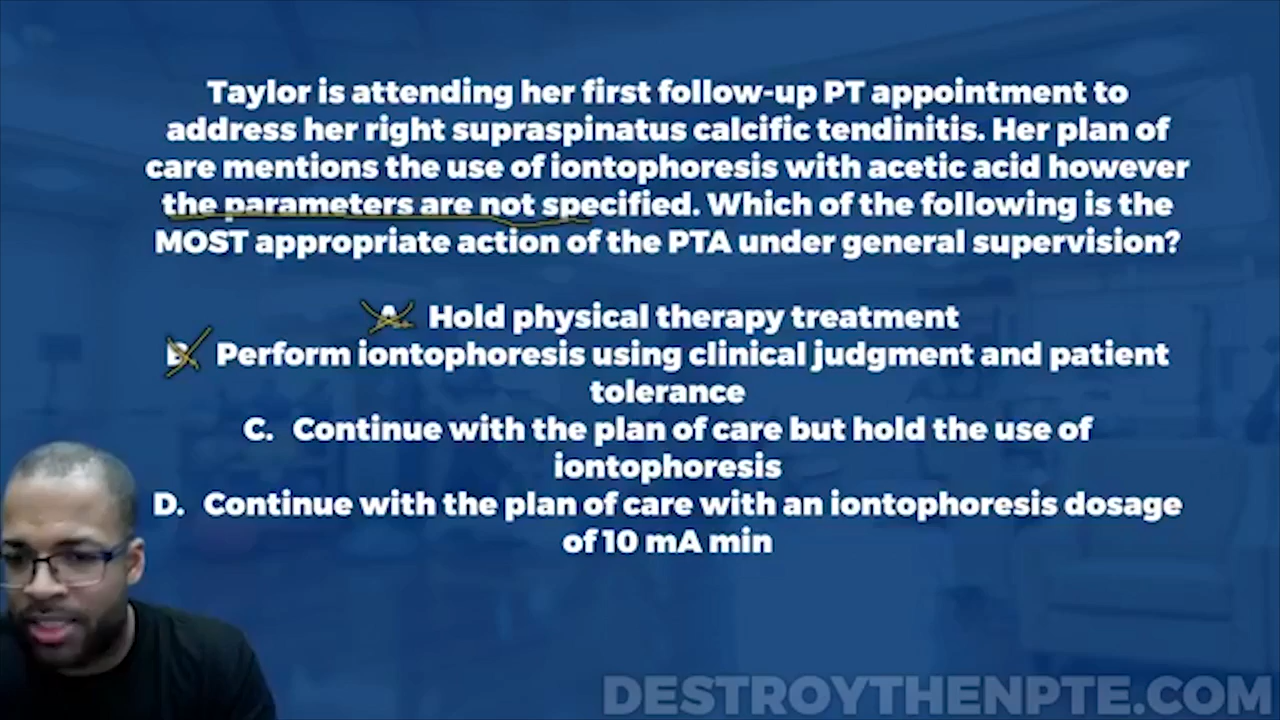 Taylor is attending her first follow-up PT appointment to
address her right supraspinatus calcific tendinitis. Her plan of
care mentions the use of iontophoresis with acetic acid however
the parameters are not specified. Which of the following is the
MOST appropriate action of the PTA under general supervision?
A. Hold physical therapy treatment
B. Perform iontophoresis using clinical judgment and patient
tolerance
C. Continue with the plan of care but hold the use of
iontophoresis
D. Continue with the plan of care with an iontophoresis dosage
of 10 mA min
DESTROYTHENPTE.COM